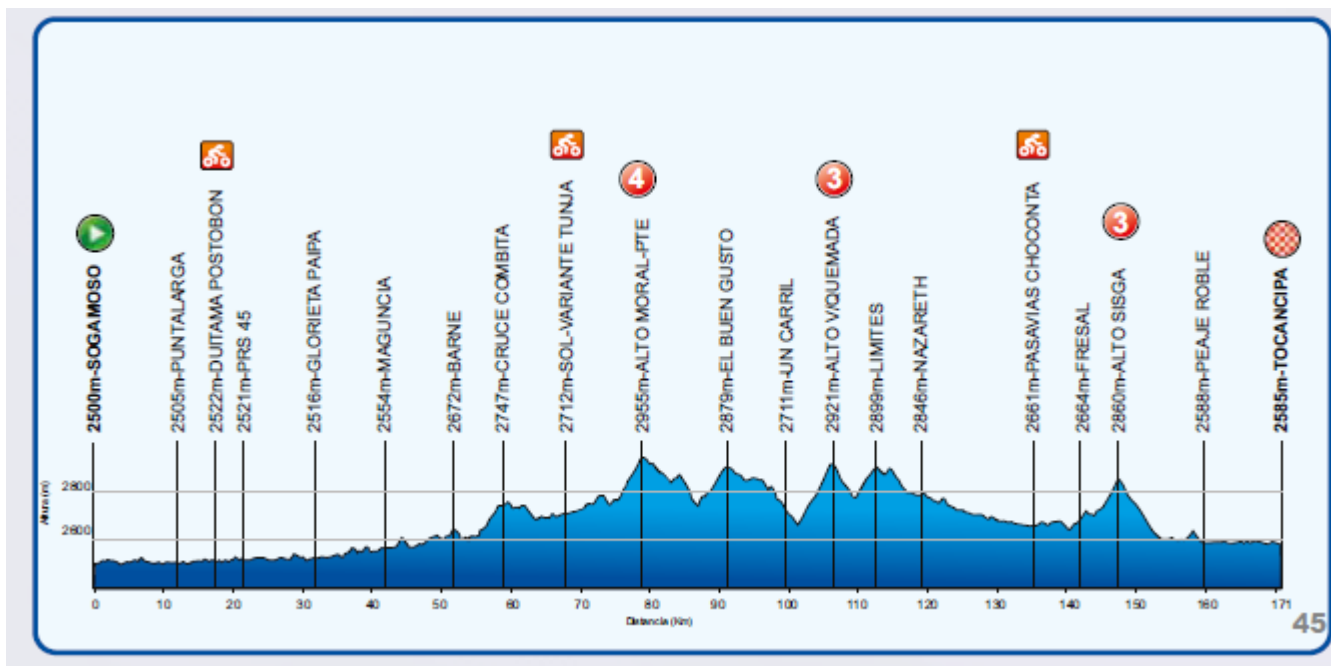 4
3
3
2500m-SOGAMOSO
2505m-PUNTALARGA
2522m-DUITAMA POSTOBON
2521m-PRS 45
2516m-GLORIETA PAIPA
2554m-MAGUNCIA
2672m-BARNE
2747m-CRUCE COMBITA
2712m-SOL-VARIANTE TUNJA
2955m-ALTO MORAL-PTE
2879m-EL BUEN GUSTO
2711m-UN CARRIL
2921m-ALTO V/QUEMADA
2899m-LIMITES
2846m-NAZARETH
2661m-PASAVIAS CHOCONTA
2664m-FRESAL
2860m-ALTO SISGA
2588m-PEAJE ROBLE
2585m-TOCANCIPA
Altura (m)
2800
2600
0 10 20 30 40 50 60 70 80 90 100 110 120 130 140 150 160 171
Distancia (Km)
45